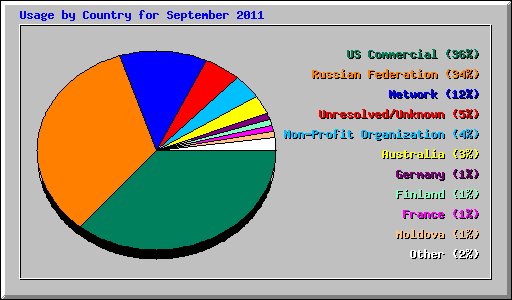 Usage by Country for September 2011
US Commercial (36%)
Russian Federation (34%)
Network (12%)
Unresolved/Unknown (5%)
Non-Profit Organization (4%)
Australia (3%)
Germany (1%)
Finland (1%)
France (1%)
Moldova (1%)
Other (2%)